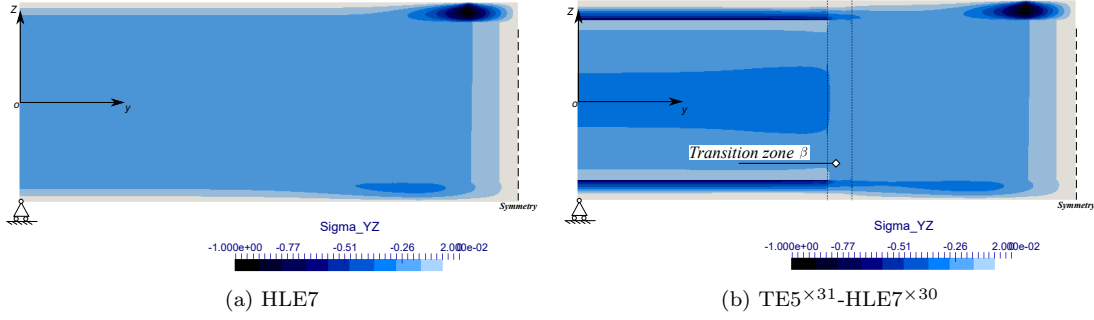 z
o
y
Symmetry
Sigma_YZ
-1.000e+00 -0.77 -0.51 -0.26 2.000e-02
(a) HLE7
z
o
y
Transition zone β
Symmetry
Sigma_YZ
-1.000e+00 -0.77 -0.51 -0.26 2.000e-02
(b) TE5×31-HLE7×30